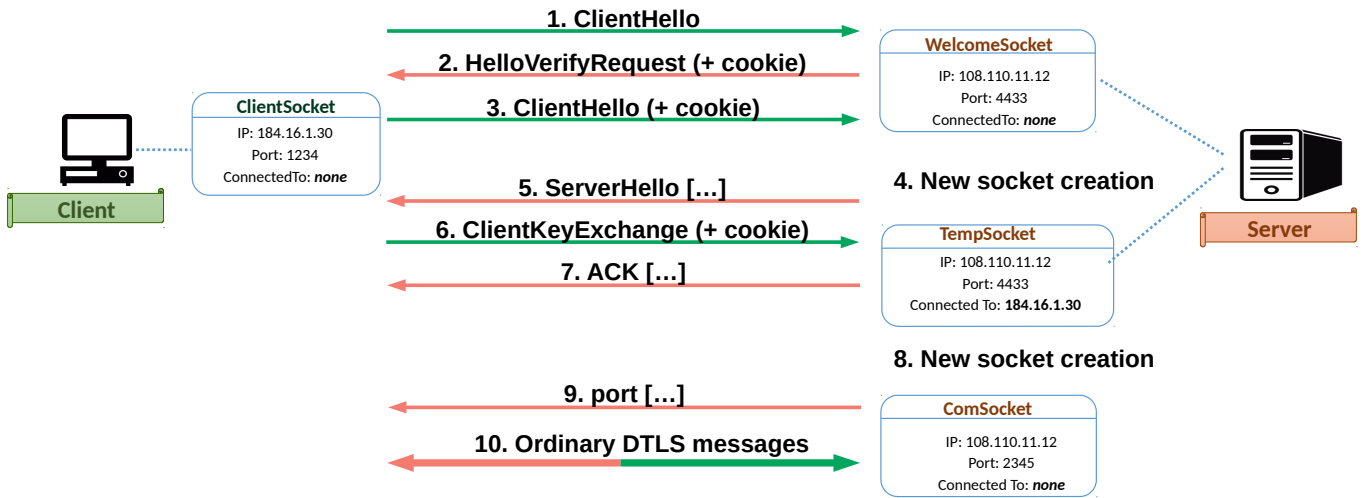 1. ClientHello
WelcomeSocket
IP: 108.110.11.12
Port: 4433
ConnectedTo: none
2. HelloVerifyRequest (+ cookie)
ClientSocket
IP: 184.16.1.30
Port: 1234
ConnectedTo: none
3. ClientHello (+ cookie)
Client
4. New socket creation
5. ServerHello […]
Server
6. ClientKeyExchange (+ cookie)
TempSocket
IP: 108.110.11.12
Port: 4433
Connected To: 184.16.1.30
7. ACK […]
8. New socket creation
9. port […]
ComSocket
IP: 108.110.11.12
Port: 2345
Connected To: none
10. Ordinary DTLS messages